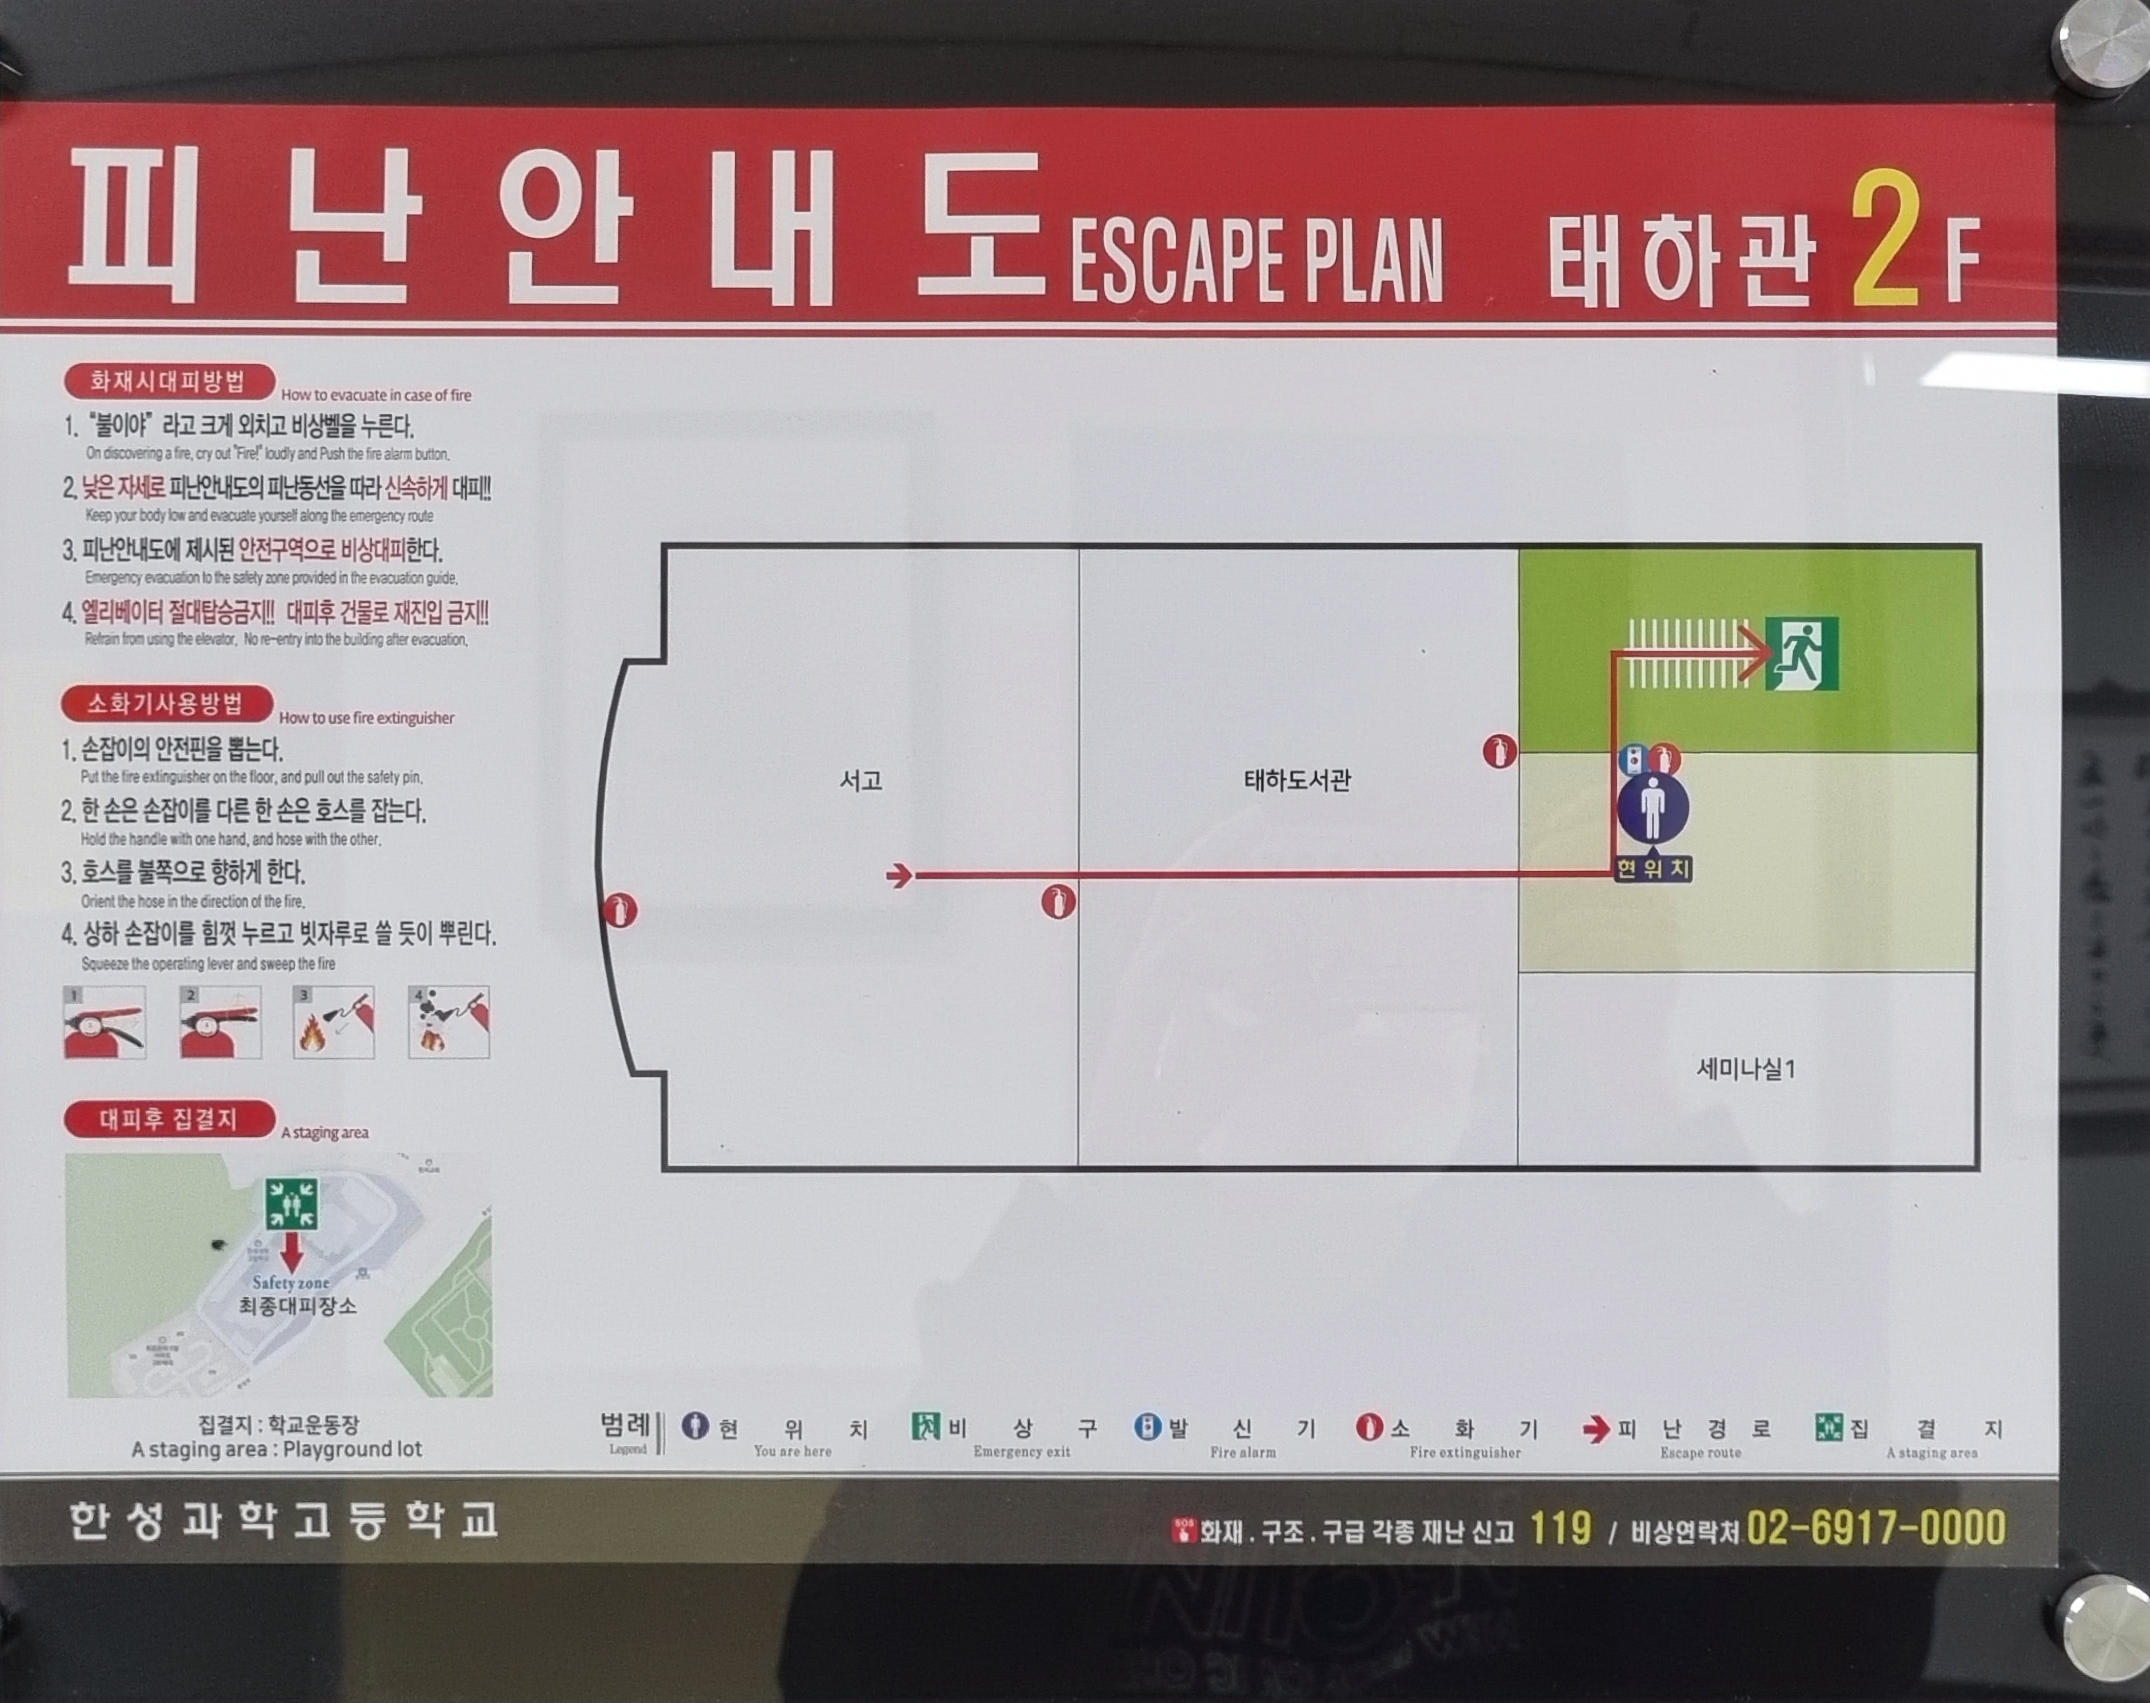 피난안내도 ESCAPE PLAN 태하관 2F
화재시대피방법 How to evacuate in case of fire
1. “불이야” 라고 크게 외치고 비상벨을 누른다.
On discovering a fire, cry out "Fire!" loudly and Push the fire alarm button.
2. 낮은 자세로 피난안내도의 피난동선을 따라 신속하게 대피!!
Keep your body low and evacuate yourself along the emergency route
3. 피난안내도에 제시된 안전구역으로 비상대피한다.
Emergency evacuation to the safety zone provided in the evacuation guide.
4. 엘리베이터 절대탑승금지!! 대피후 건물로 재진입 금지!!
Refrain from using the elevator. No re-entry into the building after evacuation.
소화기사용방법 How to use fire extinguisher
1. 손잡이의 안전핀을 뽑는다.
Put the fire extinguisher on the floor, and pull out the safety pin.
2. 한 손은 손잡이를 다른 한 손은 호스를 잡는다.
Hold the handle with one hand, and hose with the other.
3. 호스를 불쪽으로 향하게 한다.
Orient the hose in the direction of the fire.
4. 상하 손잡이를 힘껏 누르고 빗자루로 쓸 듯이 뿌린다.
Squeeze the operating lever and sweep the fire
1 2 3 4
대피후 집결지 A staging area
Safety zone
최종대피장소
집결지 : 학교운동장
A staging area : Playground lot
서고
태하도서관
현위치
세미나실1
범례 현위치 비상구 발신기 소화기 피난경로 집결지
Legend You are here Emergency exit Fire alarm Fire extinguisher Escape route A staging area
한성과학고등학교
SOS 화재 . 구조 . 구급 각종 재난 신고 119 / 비상연락처 02-6917-0000